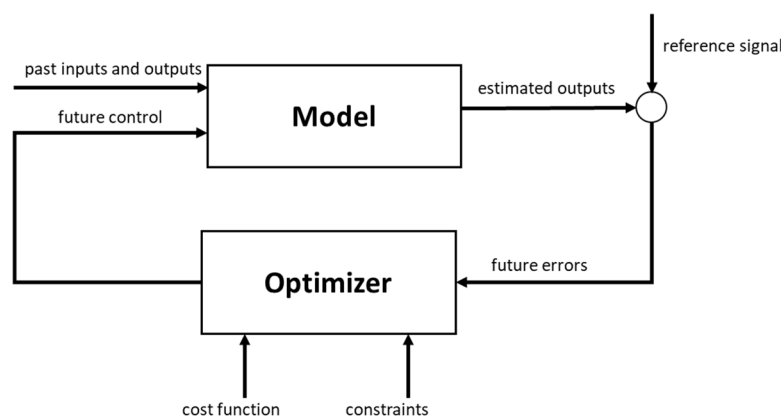 reference signal
past inputs and outputs
estimated outputs
Model
future control
Optimizer
future errors
cost function
constraints